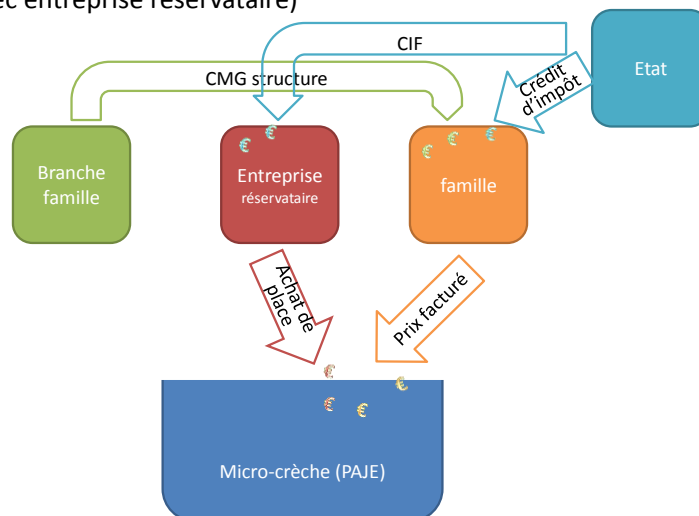 ec entreprise réservataire)
CIF
Etat
CMG structure
Crédit
d'impôt
Branche
famille
Entreprise
réservataire
famille
€
€
€
€
€
Achat de
place
Prix facturé
€
€
€
€
Micro-crèche (PAJE)